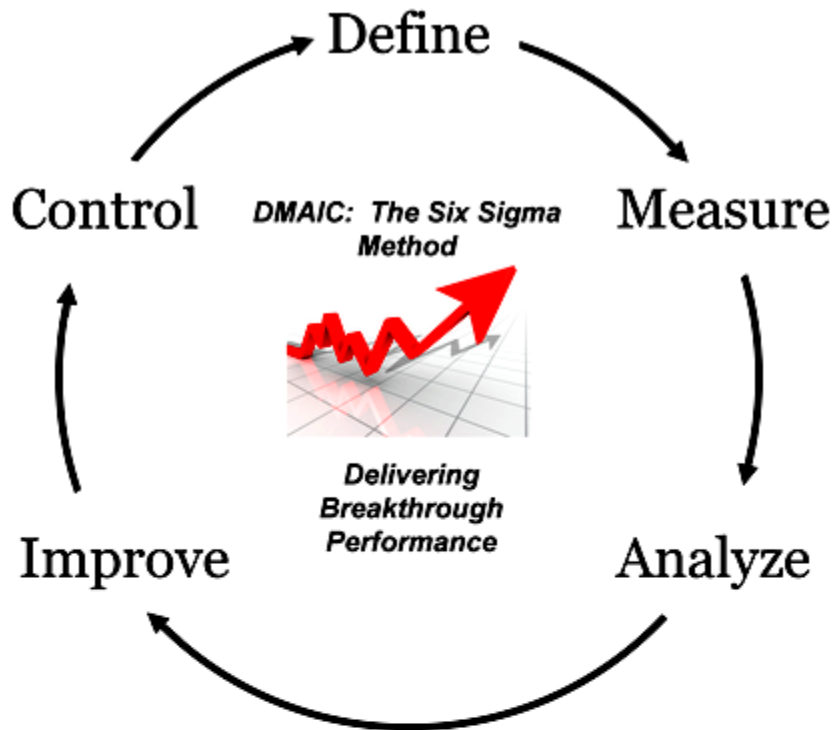 Define
Control
DMAIC: The Six Sigma
Method
Measure
Delivering
Breakthrough
Performance
Improve
Analyze